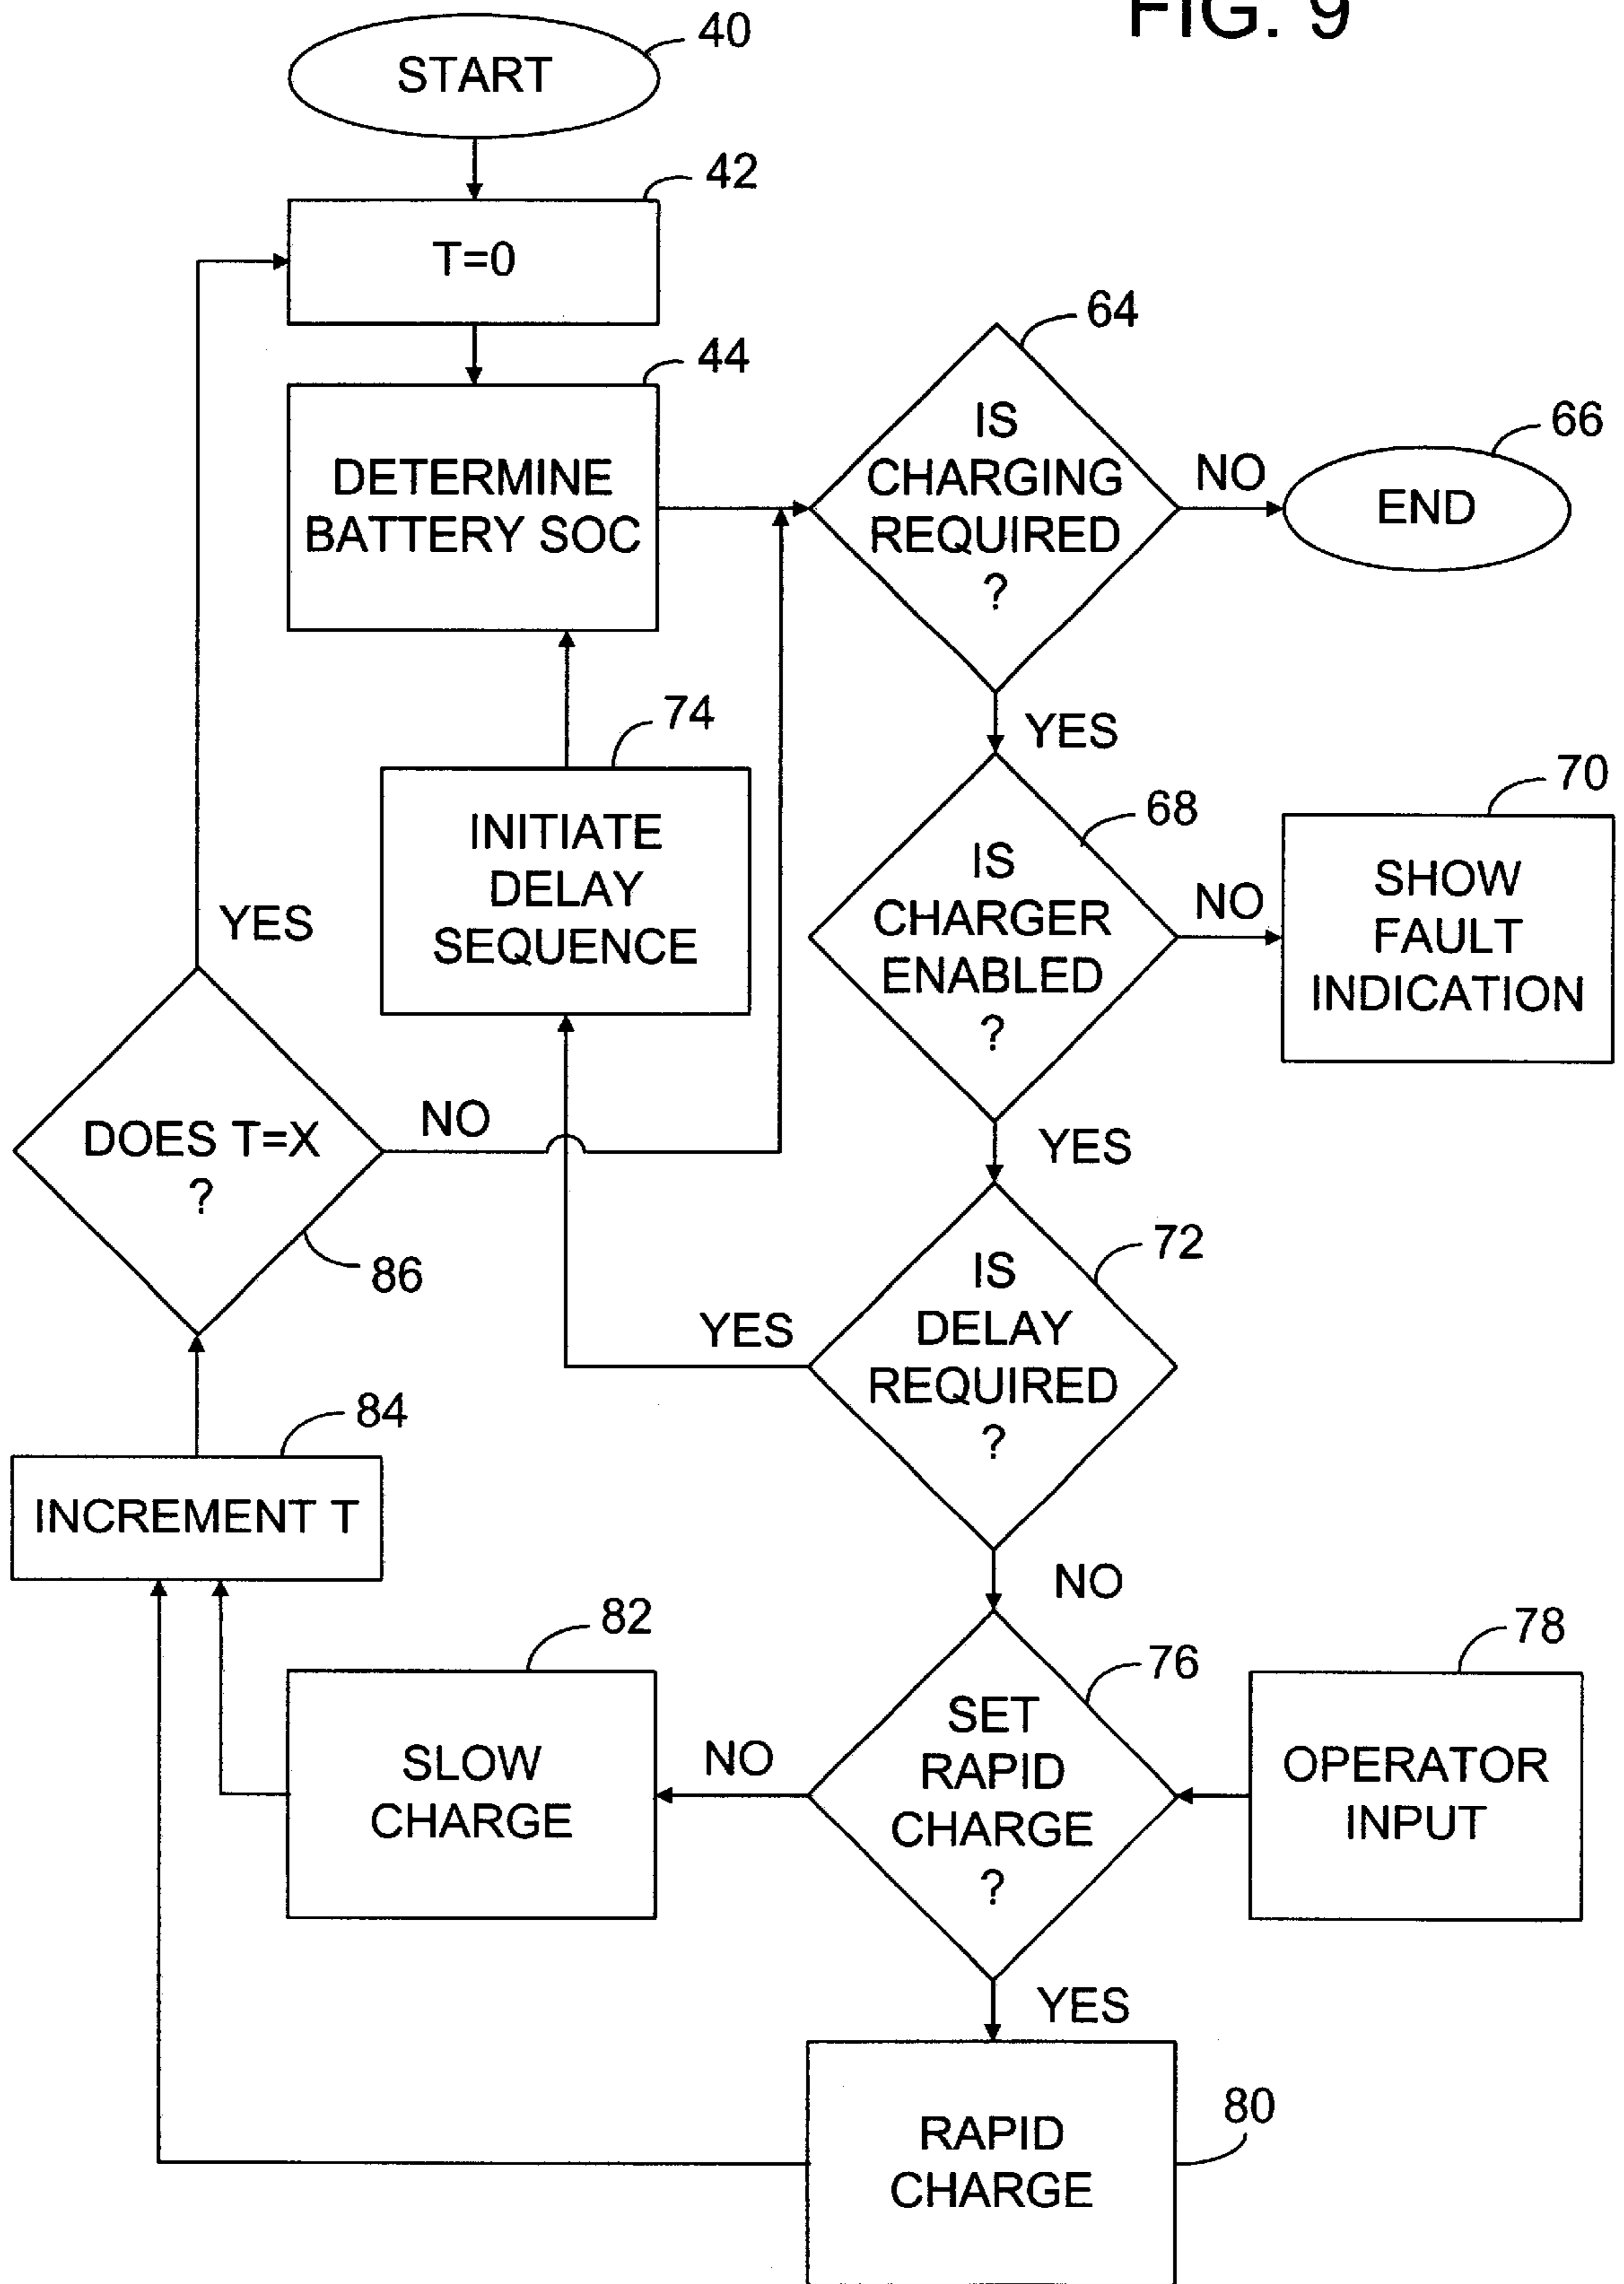 FIG. 9
40
START
42
T=0
64
44
IS
CHARGING
REQUIRED
?
66
NO
END
DETERMINE
BATTERY SOC
YES
74
70
68
INITIATE
DELAY
SEQUENCE
IS
CHARGER
ENABLED
?
NO
SHOW
FAULT
INDICATION
YES
DOES T=X
?
NO
YES
86
72
IS
DELAY
REQUIRED
?
YES
84
INCREMENT T
NO
82
78
76
SLOW
CHARGE
NO
SET
RAPID
CHARGE
?
OPERATOR
INPUT
YES
80
RAPID
CHARGE